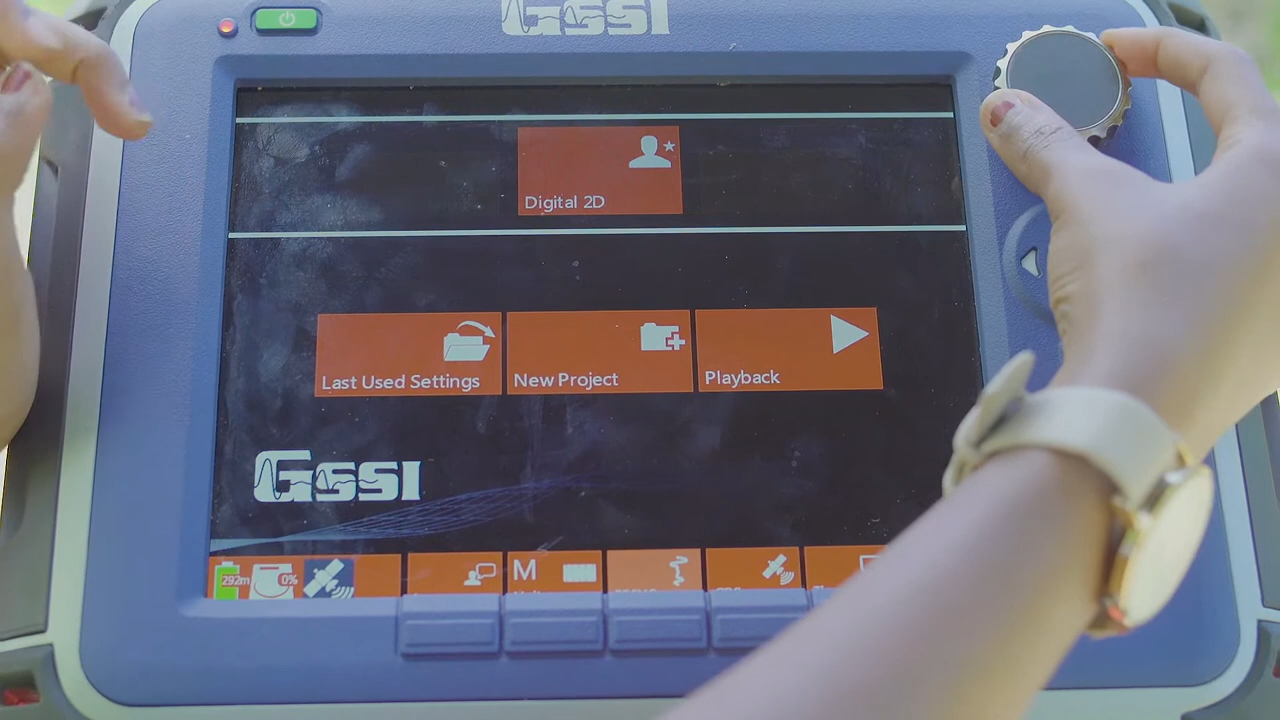 GSSI
Digital 2D
Last Used Settings
New Project
Playback
GSSI
292m
0%
M